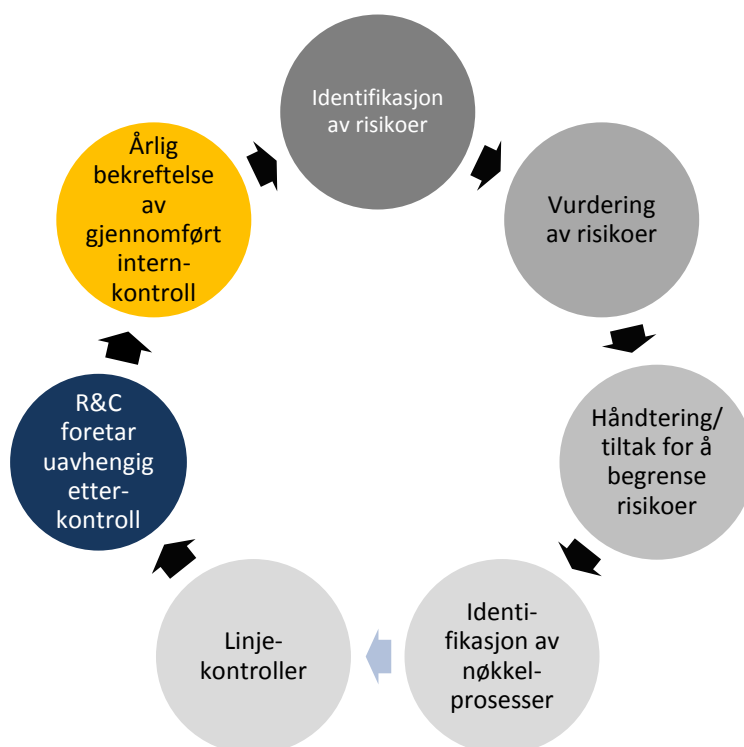 Identifikasjon
av risikoer
Vurdering
av risikoer
Håndtering/
tiltak for å
begrense
risikoer
Identi-
fikasjon av
nøkkel-
prosesser
Linje-
kontroller
R&C
foretar
uavhengig
etter-
kontroll
Årlig
bekreftelse
av
gjennomført
intern-
kontroll